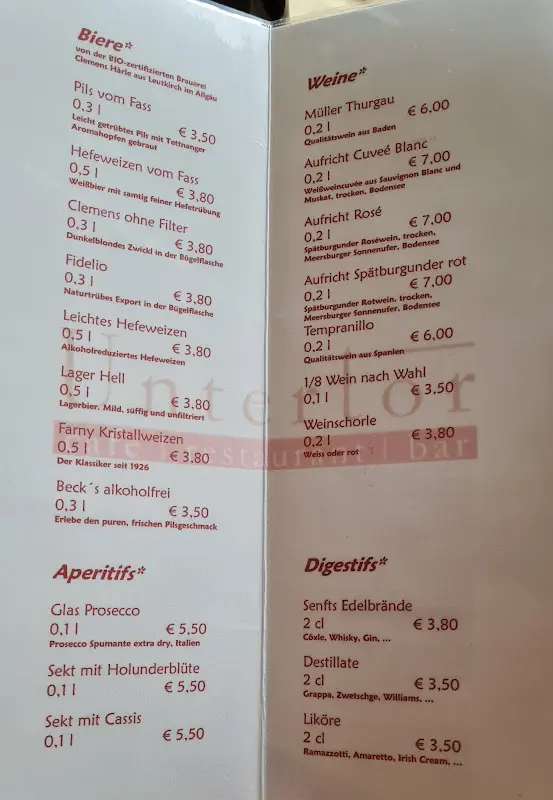 Biere*
von der BIO-zertifizierten Brauerei
Clemens Härle aus Leutkirch im Allgäu
Pils vom Fass
0,3 l € 3,50
Leicht getrübtes Pils mit Tettnanger
Aromahopfen gebraut
Hefeweizen vom Fass
0,5 l € 3,80
Weißbier mit samtig feiner Hefetrübung
Clemens ohne Filter
0,3 l € 3,80
Dunkelblondes Zwickl in der Bügelflasche
Fidelio
0,3 l € 3,80
Naturtrübes Export in der Bügelflasche
Leichtes Hefeweizen
0,5 l € 3,80
Alkoholreduziertes Hefeweizen
Lager Hell
0,5 l € 3,80
Lagerbier. Mild, süffig und unfiltriert
Farny Kristallweizen
0,5 l € 3,80
Der Klassiker seit 1926
Beck´s alkoholfrei
0,3 l € 3,50
Erlebe den puren, frischen Pilsgeschmack
Aperitifs*
Glas Prosecco
0,1 l € 5,50
Prosecco Spumante extra dry, Italien
Sekt mit Holunderblüte
0,1 l € 5,50
Sekt mit Cassis
0,1 l € 5,50
Weine*
Müller Thurgau
0,2 l € 6.00
Qualitätswein aus Baden
Aufricht Cuveé Blanc
0,2 l € 7.00
Weißweincuvée aus Sauvignon Blanc und
Muskat, trocken, Bodensee
Aufricht Rosé
0,2 l € 7.00
Spätburgunder Roséwein, trocken,
Meersburger Sonnenufer, Bodensee
Aufricht Spätburgunder rot
0,2 l € 7,00
Spätburgunder Rotwein, trocken,
Meersburger Sonnenufer, Bodensee
Tempranillo
0,2 l € 6.00
Qualitätswein aus Spanien
1/8 Wein nach Wahl
0,1 l € 3,50
Weinschorle
0,2 l € 3,80
Weiss oder rot
Digestifs*
Senfts Edelbrände
2 cl € 3,80
Cöxle, Whisky, Gin, ...
Destillate
2 cl € 3,50
Grappa, Zwetschge, Williams, ...
Liköre
2 cl € 3,50
Ramazzotti, Amaretto, Irish Cream, ...
Untertor
café | restaurant | bar